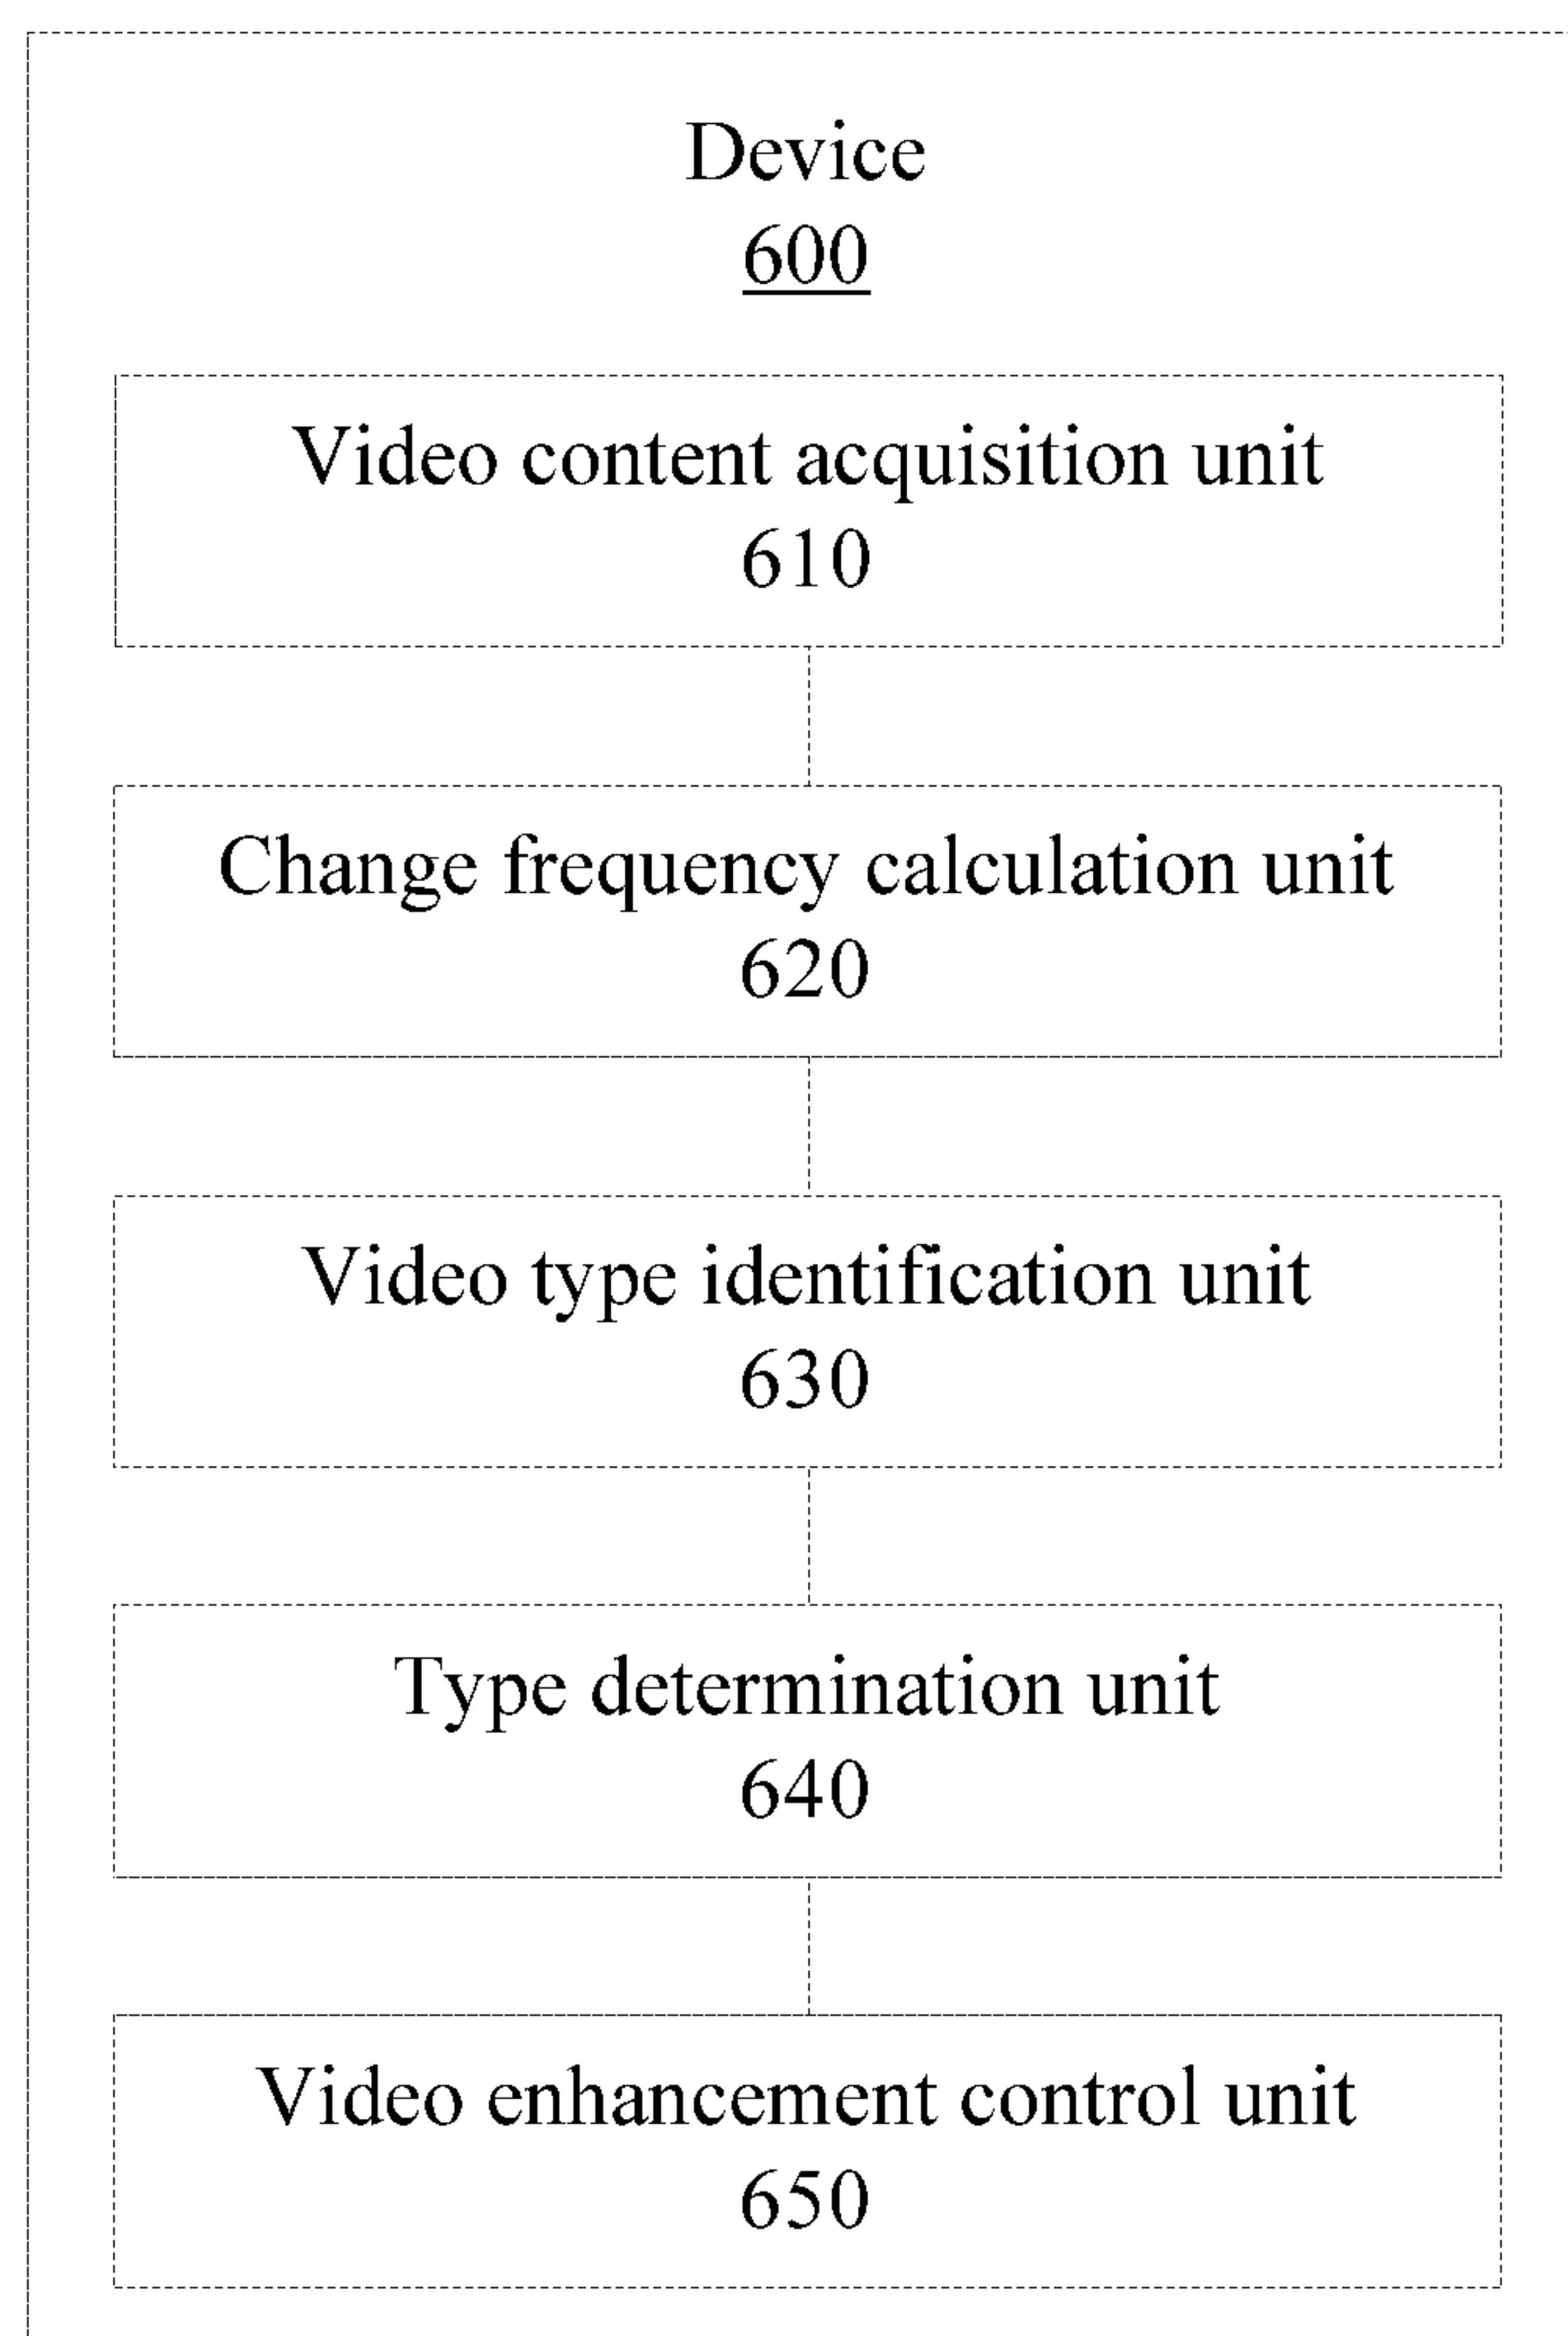 Device
600
Video content acquisition unit
610
Change frequency calculation unit
620
Video type identification unit
630
Type determination unit
640
Video enhancement control unit
650